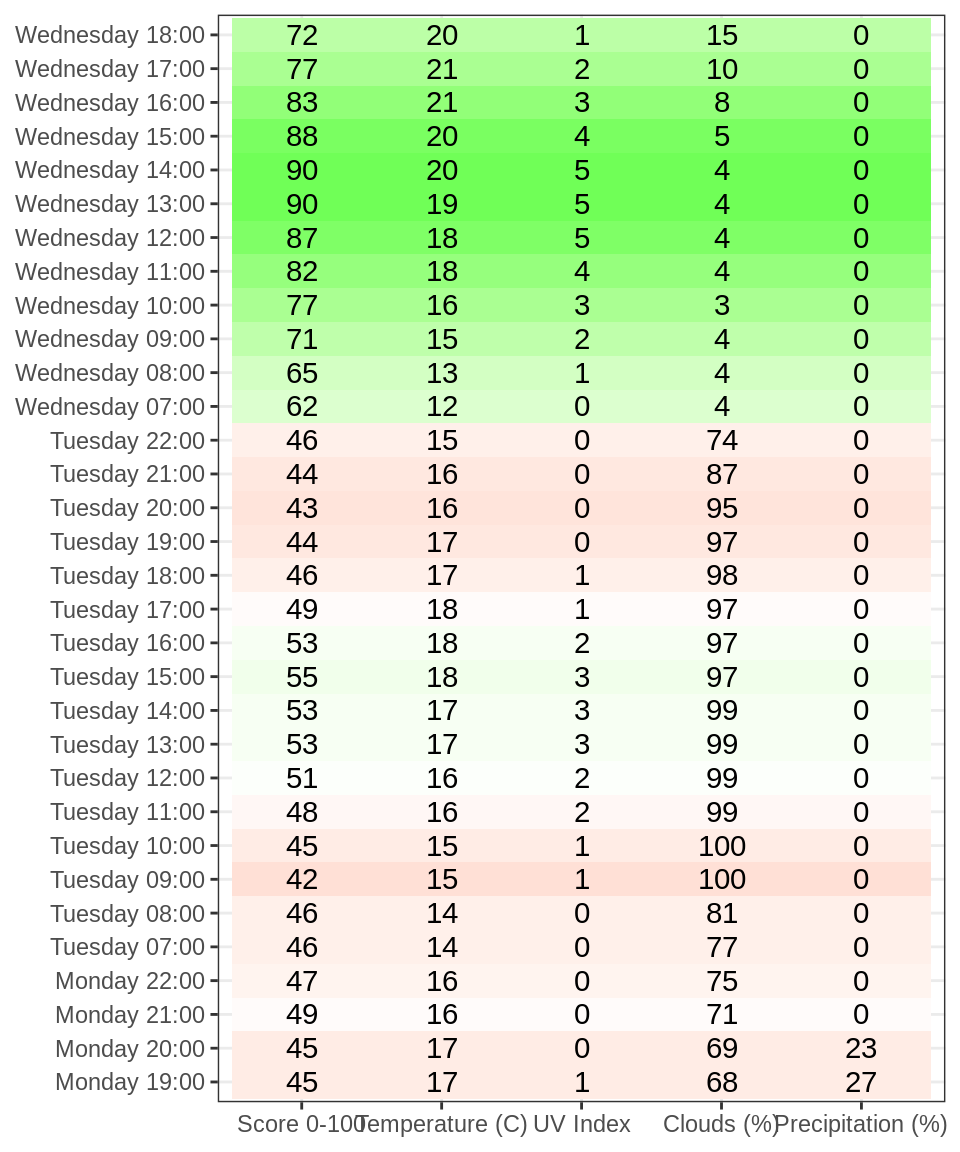 Wednesday 18:00 72 20 1 15 0
Wednesday 17:00 77 21 2 10 0
Wednesday 16:00 83 21 3 8 0
Wednesday 15:00 88 20 4 5 0
Wednesday 14:00 90 20 5 4 0
Wednesday 13:00 90 19 5 4 0
Wednesday 12:00 87 18 5 4 0
Wednesday 11:00 82 18 4 4 0
Wednesday 10:00 77 16 3 3 0
Wednesday 09:00 71 15 2 4 0
Wednesday 08:00 65 13 1 4 0
Wednesday 07:00 62 12 0 4 0
Tuesday 22:00 46 15 0 74 0
Tuesday 21:00 44 16 0 87 0
Tuesday 20:00 43 16 0 95 0
Tuesday 19:00 44 17 0 97 0
Tuesday 18:00 46 17 1 98 0
Tuesday 17:00 49 18 1 97 0
Tuesday 16:00 53 18 2 97 0
Tuesday 15:00 55 18 3 97 0
Tuesday 14:00 53 17 3 99 0
Tuesday 13:00 53 17 3 99 0
Tuesday 12:00 51 16 2 99 0
Tuesday 11:00 48 16 2 99 0
Tuesday 10:00 45 15 1 100 0
Tuesday 09:00 42 15 1 100 0
Tuesday 08:00 46 14 0 81 0
Tuesday 07:00 46 14 0 77 0
Monday 22:00 47 16 0 75 0
Monday 21:00 49 16 0 71 0
Monday 20:00 45 17 0 69 23
Monday 19:00 45 17 1 68 27
Score 0-100 Temperature (C) UV Index Clouds (%) Precipitation (%)